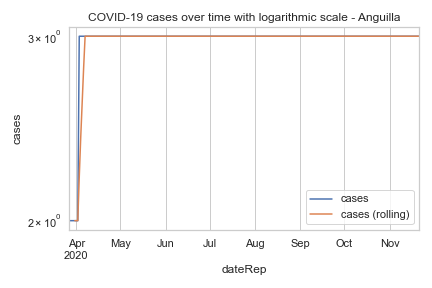 COVID-19 cases over time with logarithmic scale - Anguilla
3 × 10⁰
cases
2 × 10⁰
cases
cases (rolling)
Apr May Jun Jul Aug Sep Oct Nov
2020
dateRep